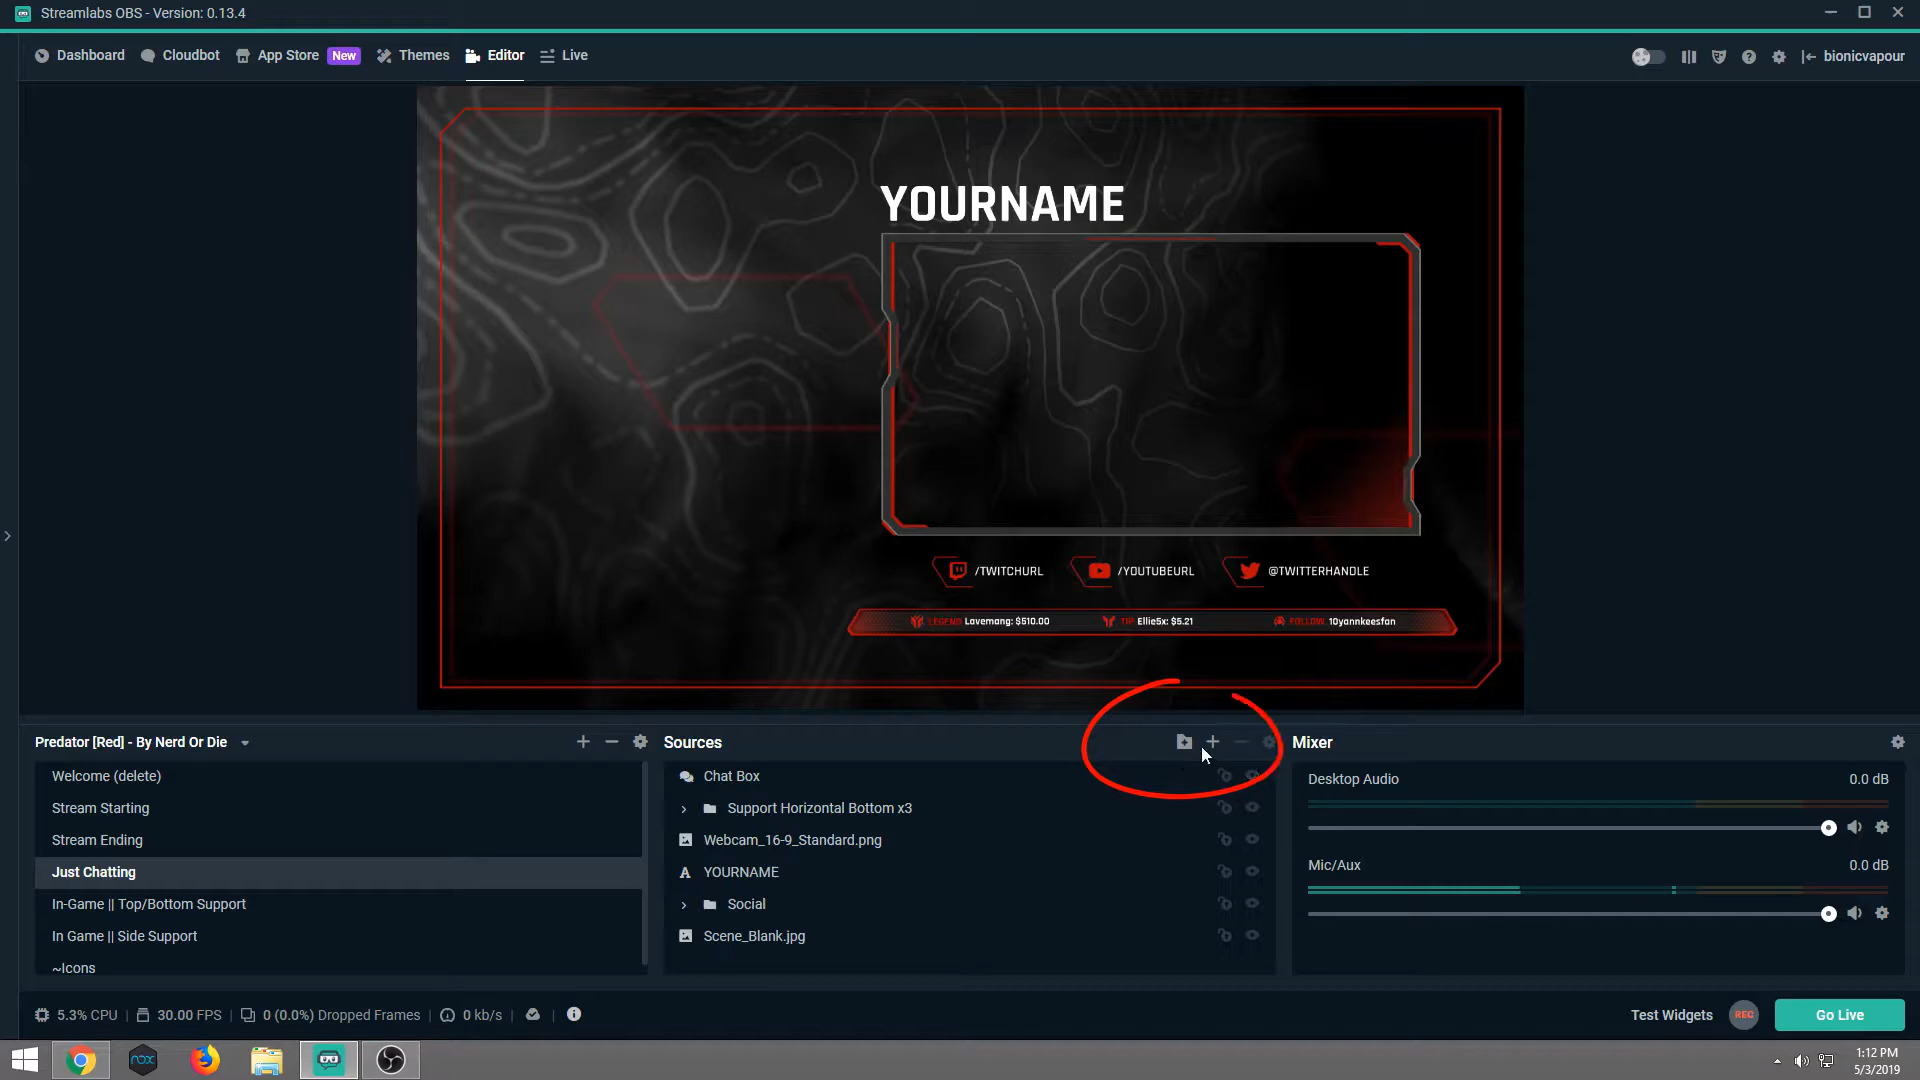 Streamlabs OBS - Version: 0.13.4
Dashboard Cloudbot App Store New Themes Editor Live bionicvapour
YOURNAME
/TWITCHURL /YOUTUBEURL @TWITTERHANDLE
LEGEND Lavemang: $510.00 TIP Ellie5x: $5.21 FOLLOW 10yannkeesfan
Predator [Red] - By Nerd Or Die
Welcome (delete)
Stream Starting
Stream Ending
Just Chatting
In-Game || Top/Bottom Support
In Game || Side Support
~Icons
Sources
Chat Box
Support Horizontal Bottom x3
Webcam_16-9_Standard.png
A YOURNAME
Social
Scene_Blank.jpg
Mixer
Desktop Audio 0.0 dB
Mic/Aux 0.0 dB
5.3% CPU | 30.00 FPS | 0 (0.0%) Dropped Frames | 0 kb/s | |
Test Widgets REC Go Live
nox
1:12 PM
5/3/2019